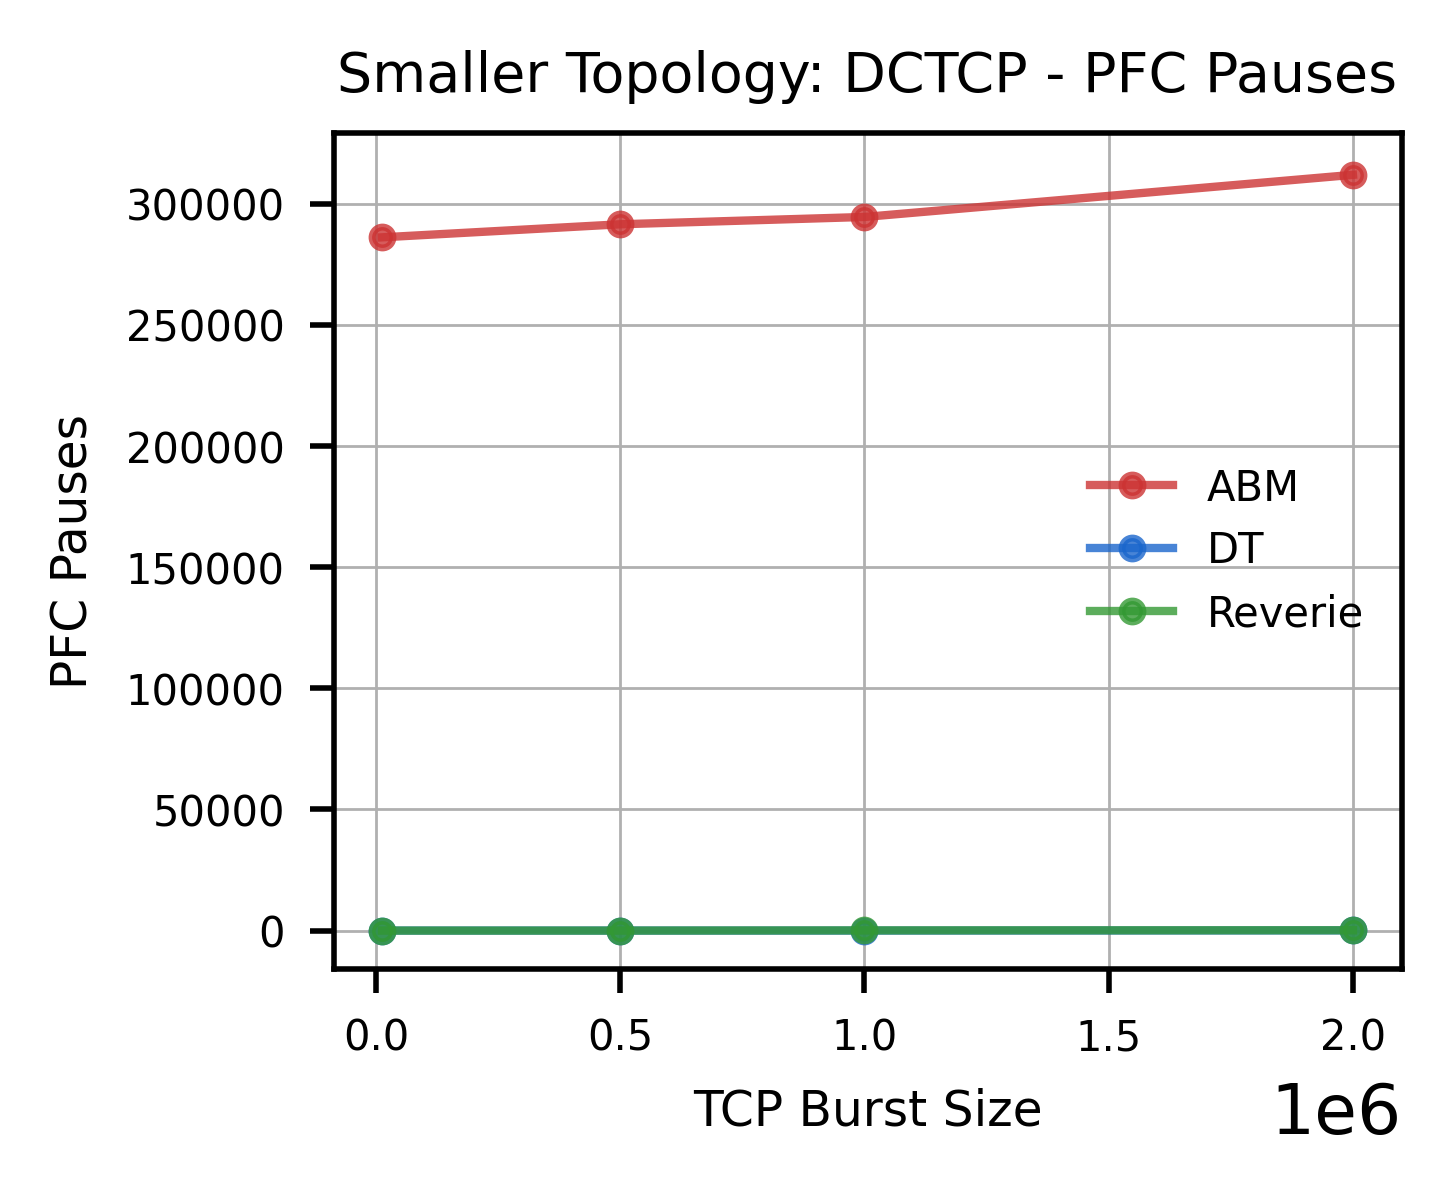 Smaller Topology: DCTCP - PFC Pauses
PFC Pauses
300000
250000
200000
150000
100000
50000
0
ABM
DT
Reverie
0.0 0.5 1.0 1.5 2.0
TCP Burst Size
1e6